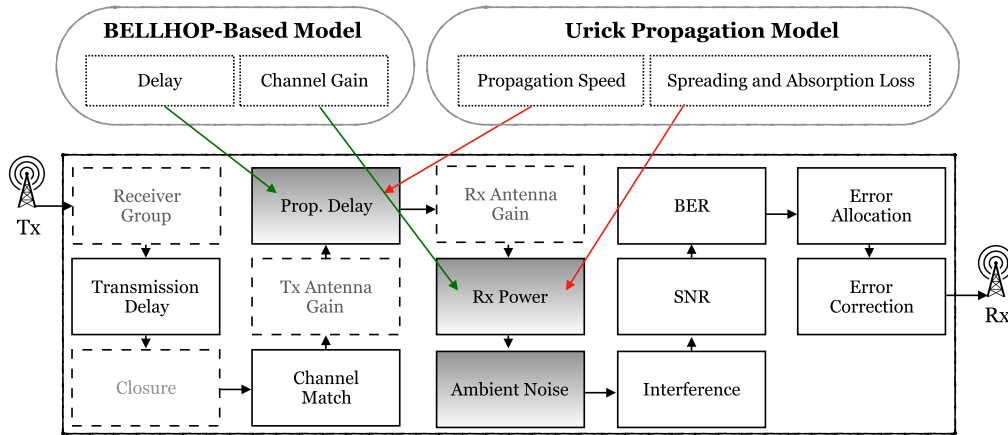 BELLHOP-Based Model
Delay
Channel Gain
Urick Propagation Model
Propagation Speed
Spreading and Absorption Loss
Tx
Receiver
Group
Transmission
Delay
Closure
Prop. Delay
Tx Antenna
Gain
Channel
Match
Rx Antenna
Gain
Rx Power
Ambient Noise
BER
SNR
Interference
Error
Allocation
Error
Correction
Rx